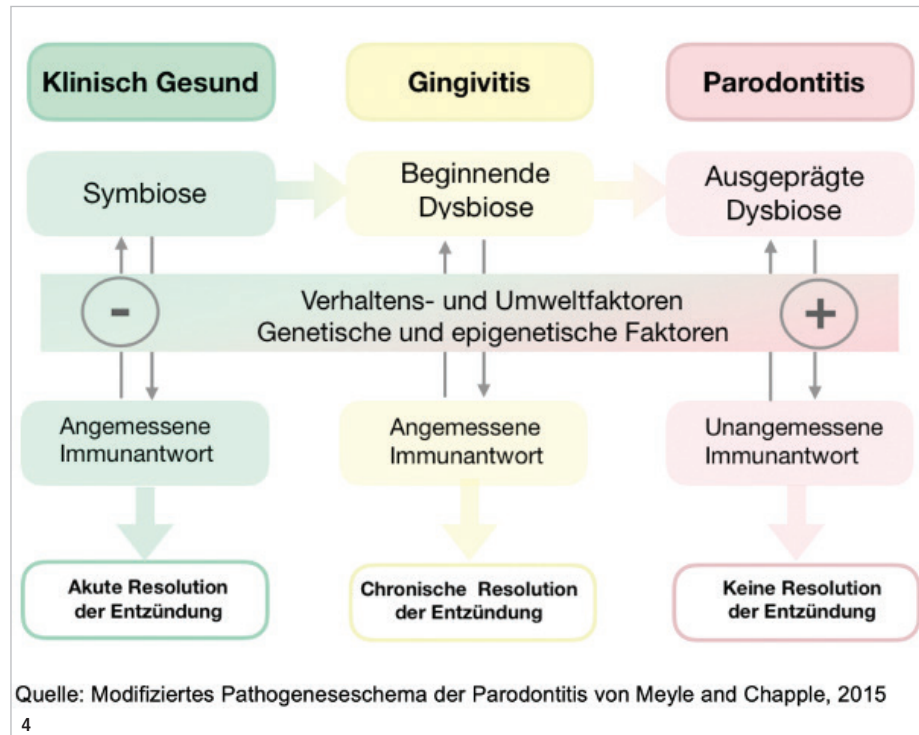 Klinisch Gesund
Gingivitis
Parodontitis
Symbiose
Beginnende
Dysbiose
Ausgeprägte
Dysbiose
-
Verhaltens- und Umweltfaktoren
Genetische und epigenetische Faktoren
+
Angemessene
Immunantwort
Angemessene
Immunantwort
Unangemessene
Immunantwort
Akute Resolution
der Entzündung
Chronische Resolution
der Entzündung
Keine Resolution
der Entzündung
Quelle: Modifiziertes Pathogeneseschema der Parodontitis von Meyle and Chapple, 2015
4